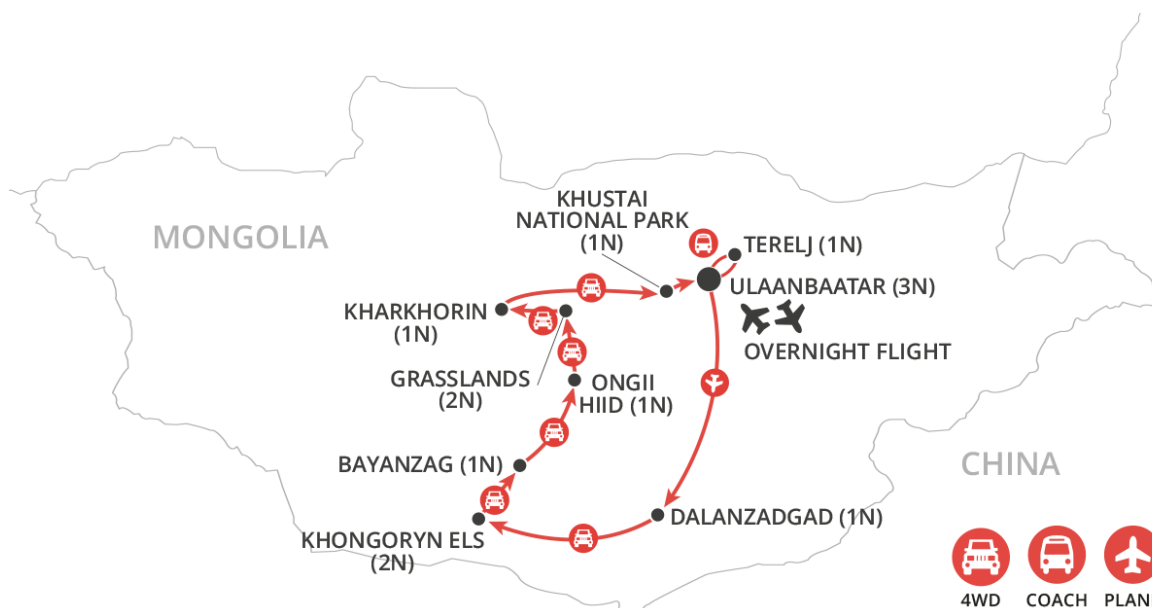 MONGOLIA
KHUSTAI
NATIONAL PARK
(1N)
TERELJ (1N)
ULAANBAATAR (3N)
OVERNIGHT FLIGHT
KHARKHORIN
(1N)
GRASSLANDS
(2N)
ONGII
HIID (1N)
BAYANZAG (1N)
CHINA
DALANZADGAD (1N)
KHONGORYN ELS
(2N)
4WD
COACH
PLAN